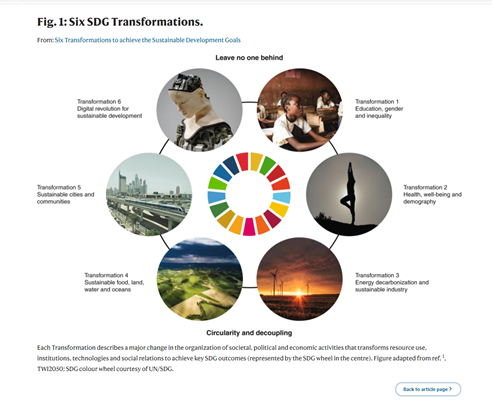 Fig. 1: Six SDG Transformations.
From: Six Transformations to achieve the Sustainable Development Goals
Leave no one behind
Transformation 6
Digital revolution for
sustainable development
Transformation 1
Education, gender
and inequality
Transformation 5
Sustainable cities and
communities
Transformation 2
Health, well-being and
demography
Transformation 4
Sustainable food, land,
water and oceans
Transformation 3
Energy decarbonization and
sustainable industry
Circularity and decoupling
Each Transformation describes a major change in the organization of societal, political and economic activities that transforms resource use,
institutions, technologies and social relations to achieve key SDG outcomes (represented by the SDG wheel in the centre). Figure adapted from ref. 1,
TWI2050; SDG colour wheel courtesy of UN/SDG.
Back to article page >